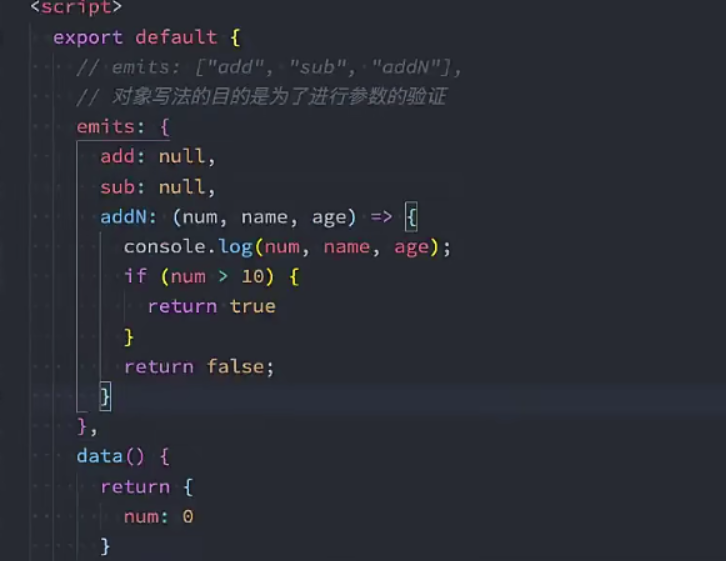 <script>
export default {
// emits: ["add", "sub", "addN"],
// 对象写法的目的是为了进行参数的验证
emits: {
add: null,
sub: null,
addN: (num, name, age) => {
console.log(num, name, age);
if (num > 10) {
return true
}
return false;
}
},
data() {
return {
num: 0
}